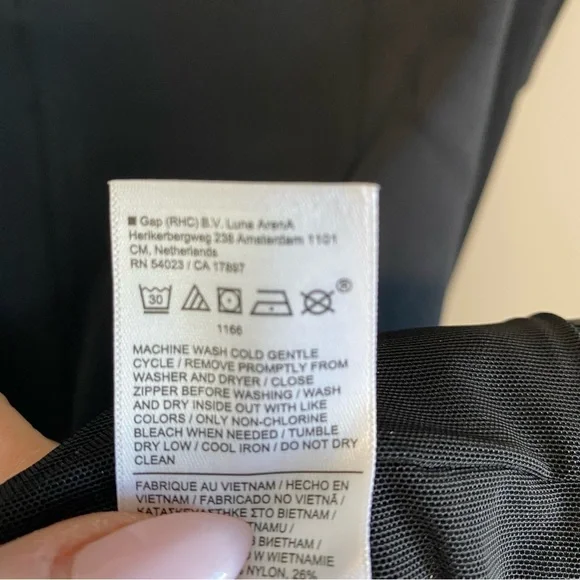 Gap (RHC) B.V. Luna ArenA
Herikerbergweg 238 Amsterdam 1101
CM, Netherlands
RN 54023 / CA 17897
30
®
1166
MACHINE WASH COLD GENTLE
CYCLE / REMOVE PROMPTLY FROM
WASHER AND DRYER / CLOSE
ZIPPER BEFORE WASHING / WASH
AND DRY INSIDE OUT WITH LIKE
COLORS / ONLY NON-CHLORINE
BLEACH WHEN NEEDED / TUMBLE
DRY LOW / COOL IRON / DO NOT DRY
CLEAN
FABRIQUE AU VIETNAM / HECHO EN
VIETNAM / FABRICADO NO VIETNÃ /
ΚΑΤΑΣΚΕΥΑΣΤΗΚΕ ΣΤΟ ΒΙΕΤΝΑΜ /
TNAMU /
ВЬЕТНАМ /
W WIETNAMIE
NYLON, 26%